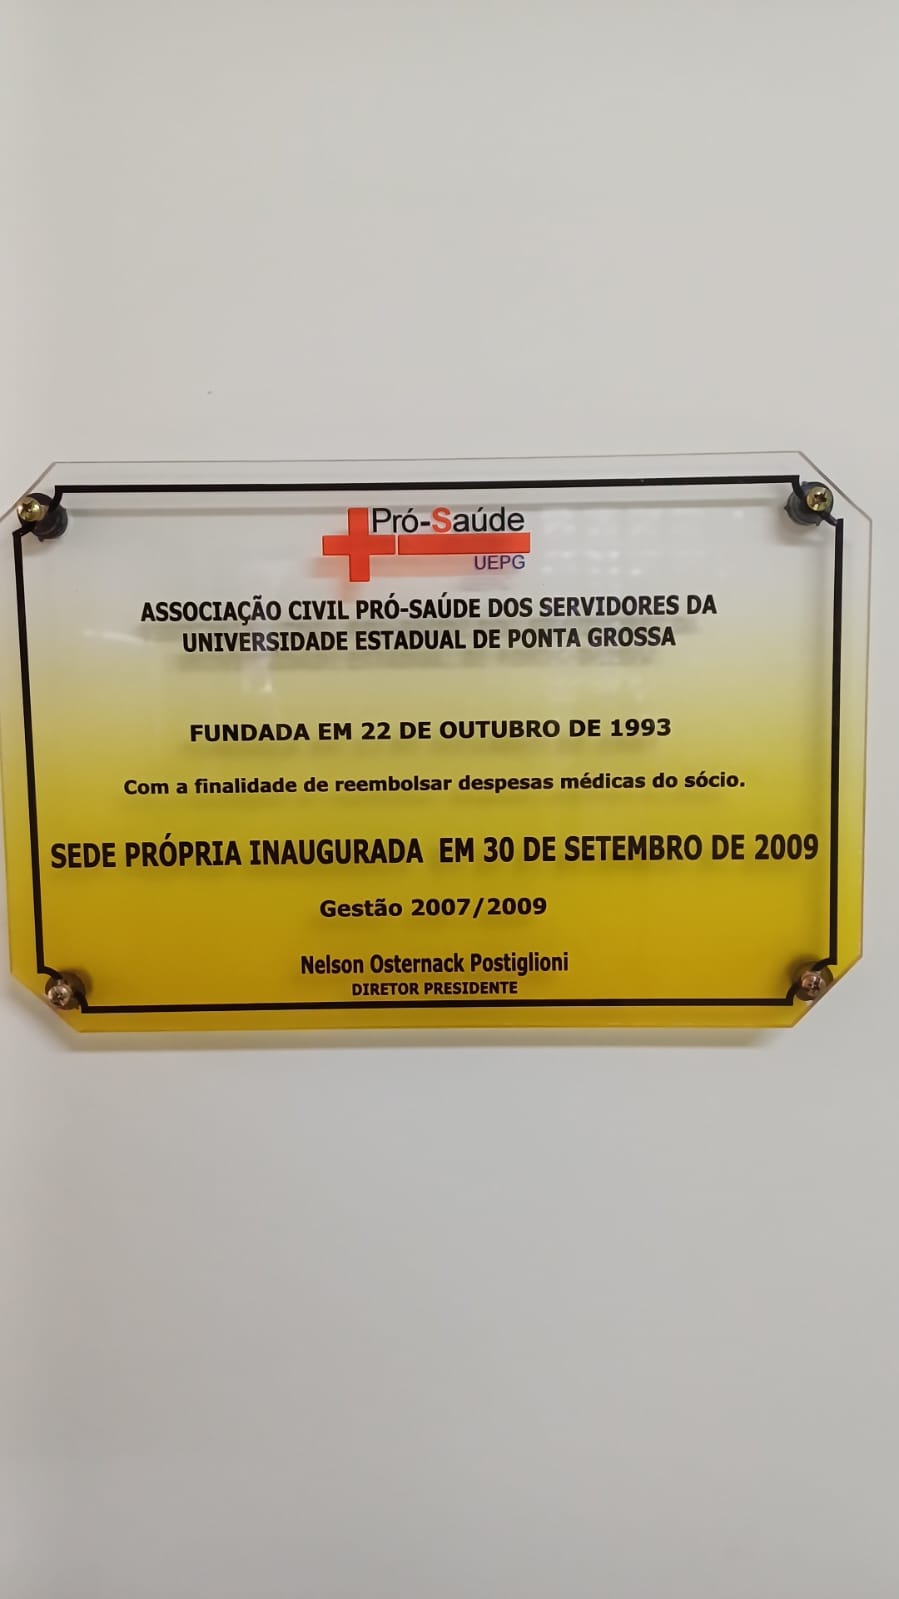 Pró-Saúde
UEPG
ASSOCIAÇÃO CIVIL PRÓ-SAÚDE DOS SERVIDORES DA
UNIVERSIDADE ESTADUAL DE PONTA GROSSA
FUNDADA EM 22 DE OUTUBRO DE 1993
Com a finalidade de reembolsar despesas médicas do sócio.
SEDE PRÓPRIA INAUGURADA EM 30 DE SETEMBRO DE 2009
Gestão 2007/2009
Nelson Osternack Postiglioni
DIRETOR PRESIDENTE